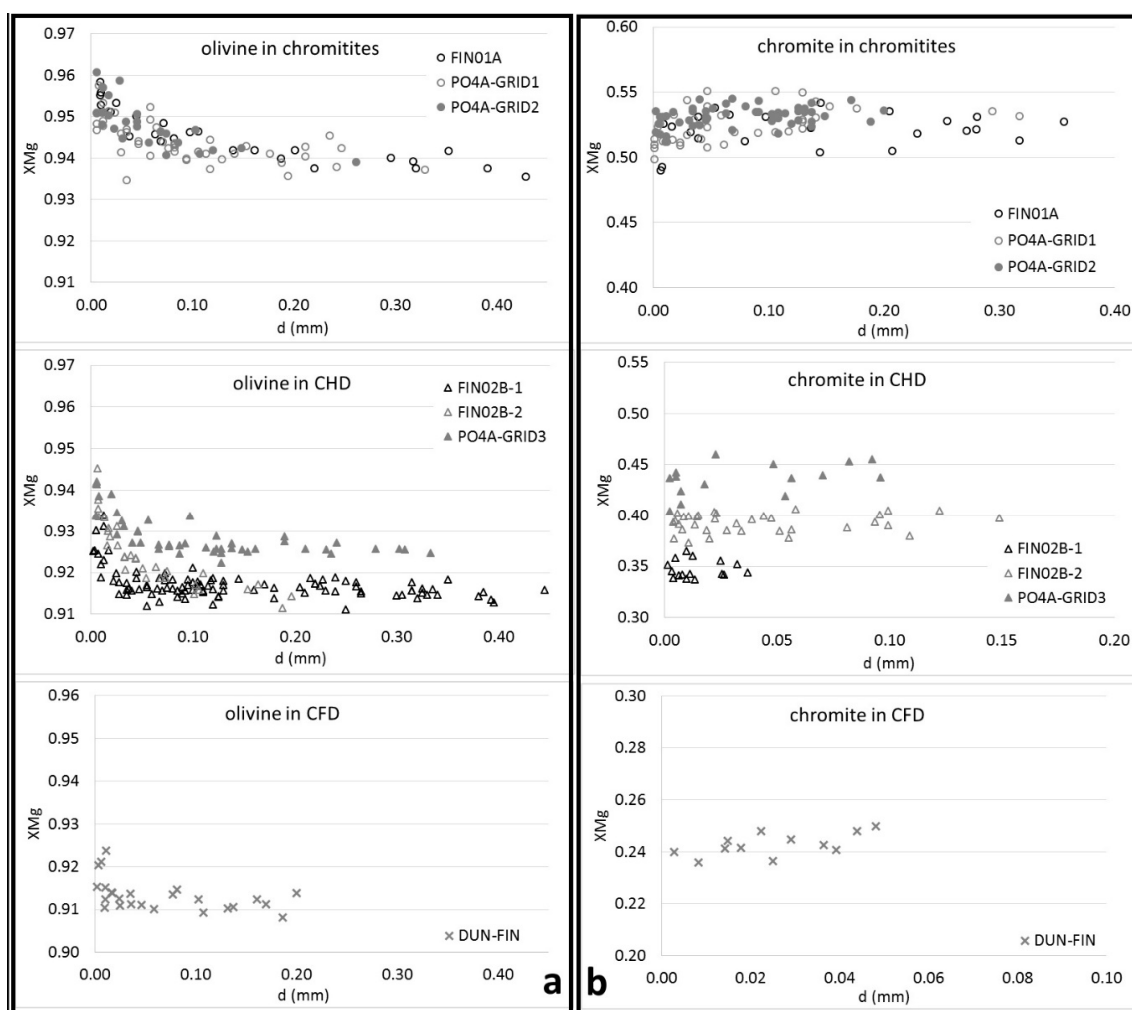 olivine in chromitites
0.97
0.96
0.95
0.94
0.93
0.92
0.91
XMg
FIN01A
PO4A-GRID1
PO4A-GRID2
0.00 0.10 0.20 0.30 0.40
d (mm)
olivine in CHD
0.97
0.96
0.95
0.94
0.93
0.92
0.91
XMg
FIN02B-1
FIN02B-2
PO4A-GRID3
0.00 0.10 0.20 0.30 0.40
d (mm)
olivine in CFD
0.96
0.95
0.94
0.93
0.92
0.91
0.90
XMg
DUN-FIN
0.00 0.10 0.20 0.30 0.40
d (mm)
a
chromite in chromitites
0.60
0.55
0.50
0.45
0.40
XMg
FIN01A
PO4A-GRID1
PO4A-GRID2
0.00 0.10 0.20 0.30 0.40
d (mm)
chromite in CHD
0.55
0.50
0.45
0.40
0.35
0.30
XMg
FIN02B-1
FIN02B-2
PO4A-GRID3
0.00 0.05 0.10 0.15 0.20
d (mm)
chromite in CFD
0.30
0.28
0.26
0.24
0.22
0.20
XMg
DUN-FIN
0.00 0.02 0.04 0.06 0.08 0.10
d (mm)
b